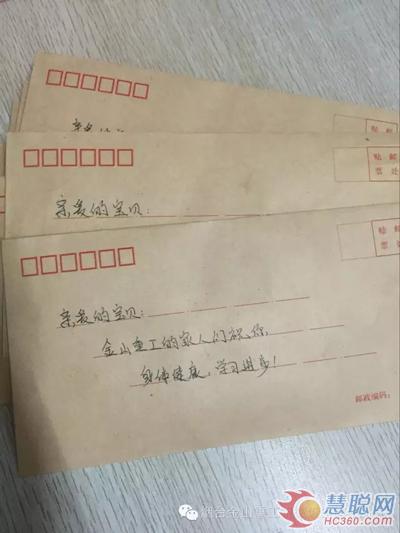 亲爱的
贴邮
票处
亲爱的宝贝：
贴邮
票处
亲爱的宝贝：
金山重工的家人们祝你
身体健康，学习进步！
邮政编码：
烟台金山重工
慧聪网
HC360.com